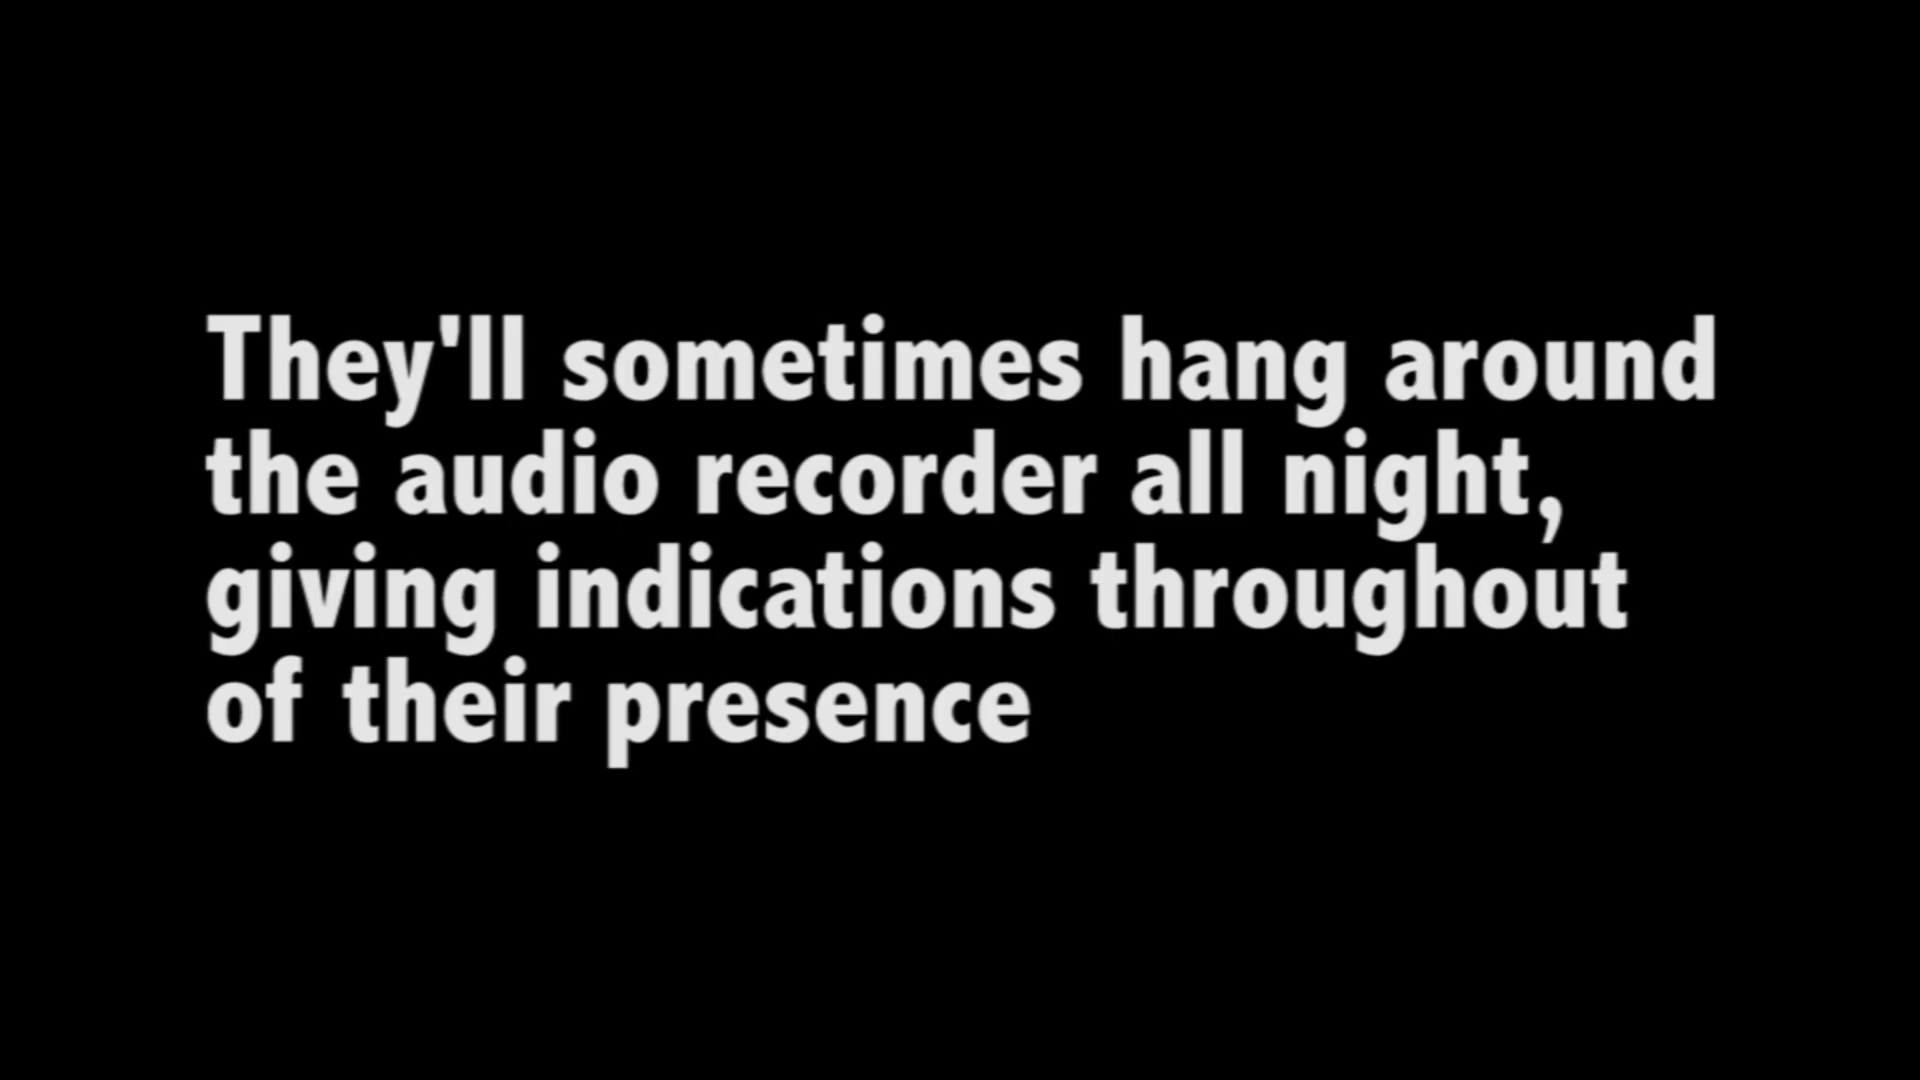 They'll sometimes hang around
the audio recorder all night,
giving indications throughout
of their presence